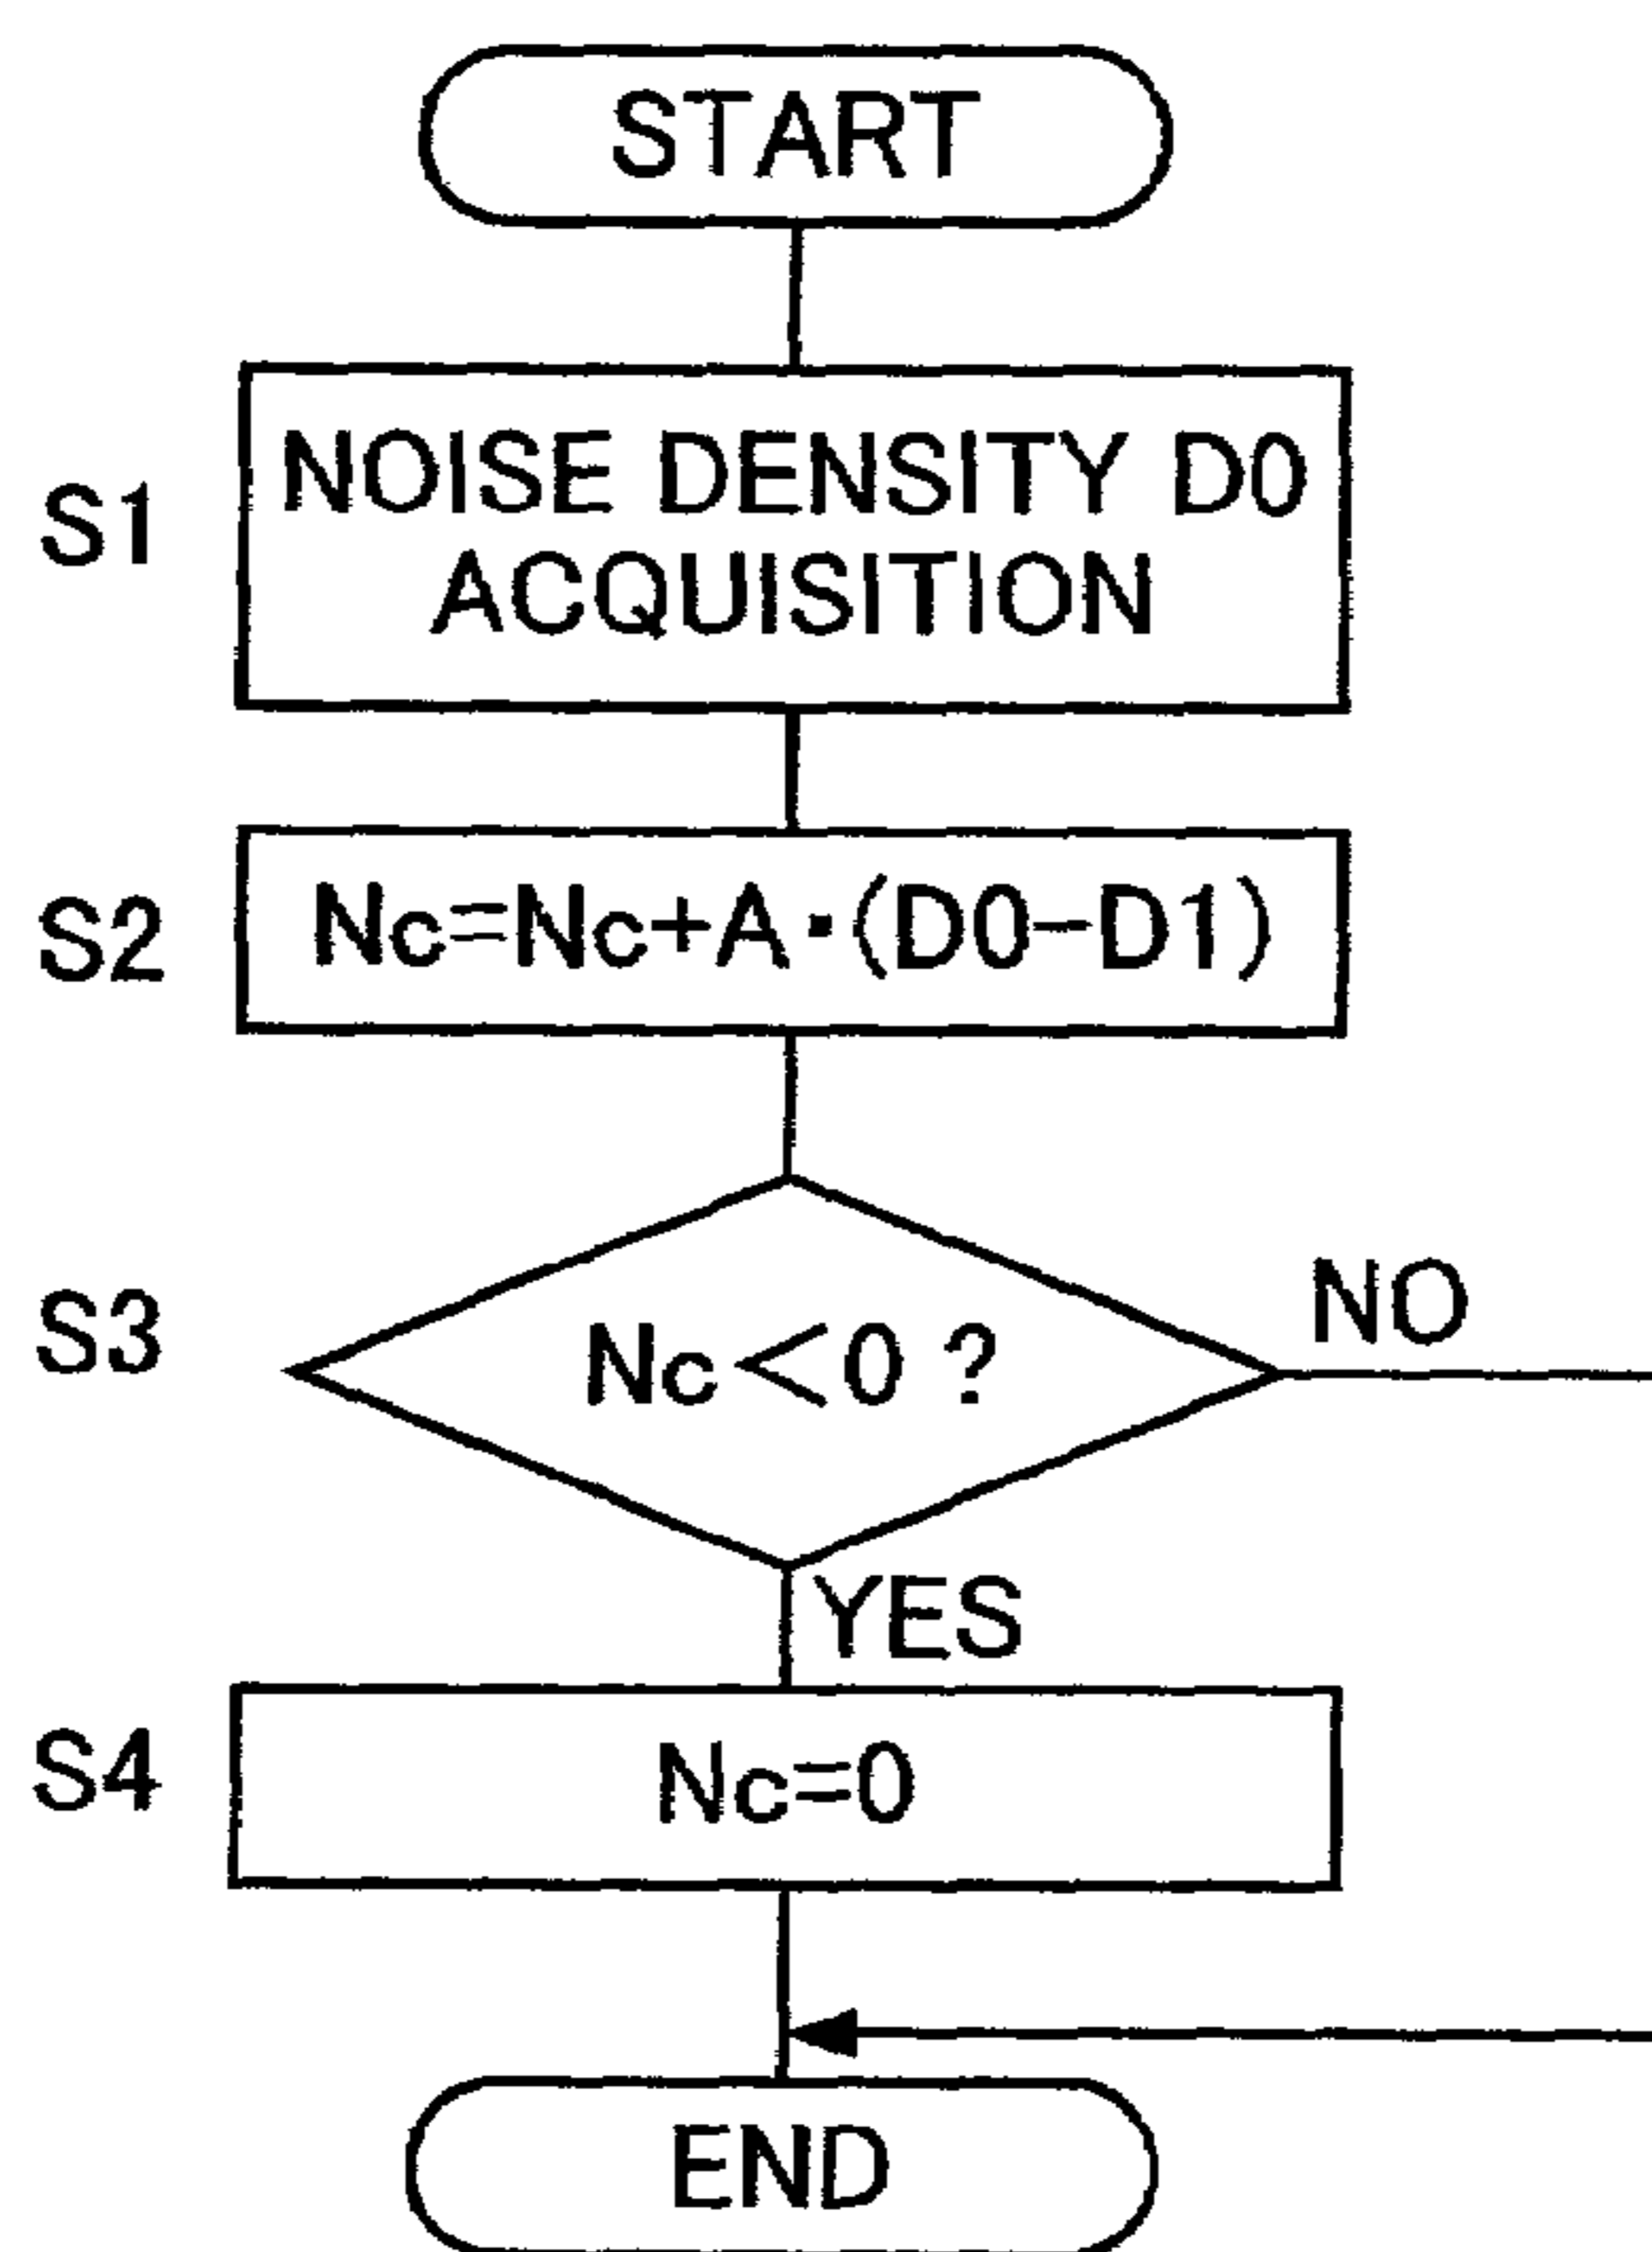 START
S1
NOISE DENSITY D0
ACQUISITION
S2
Nc=Nc+A·(D0-D1)
S3
Nc<0 ?
NO
YES
S4
Nc=0
END